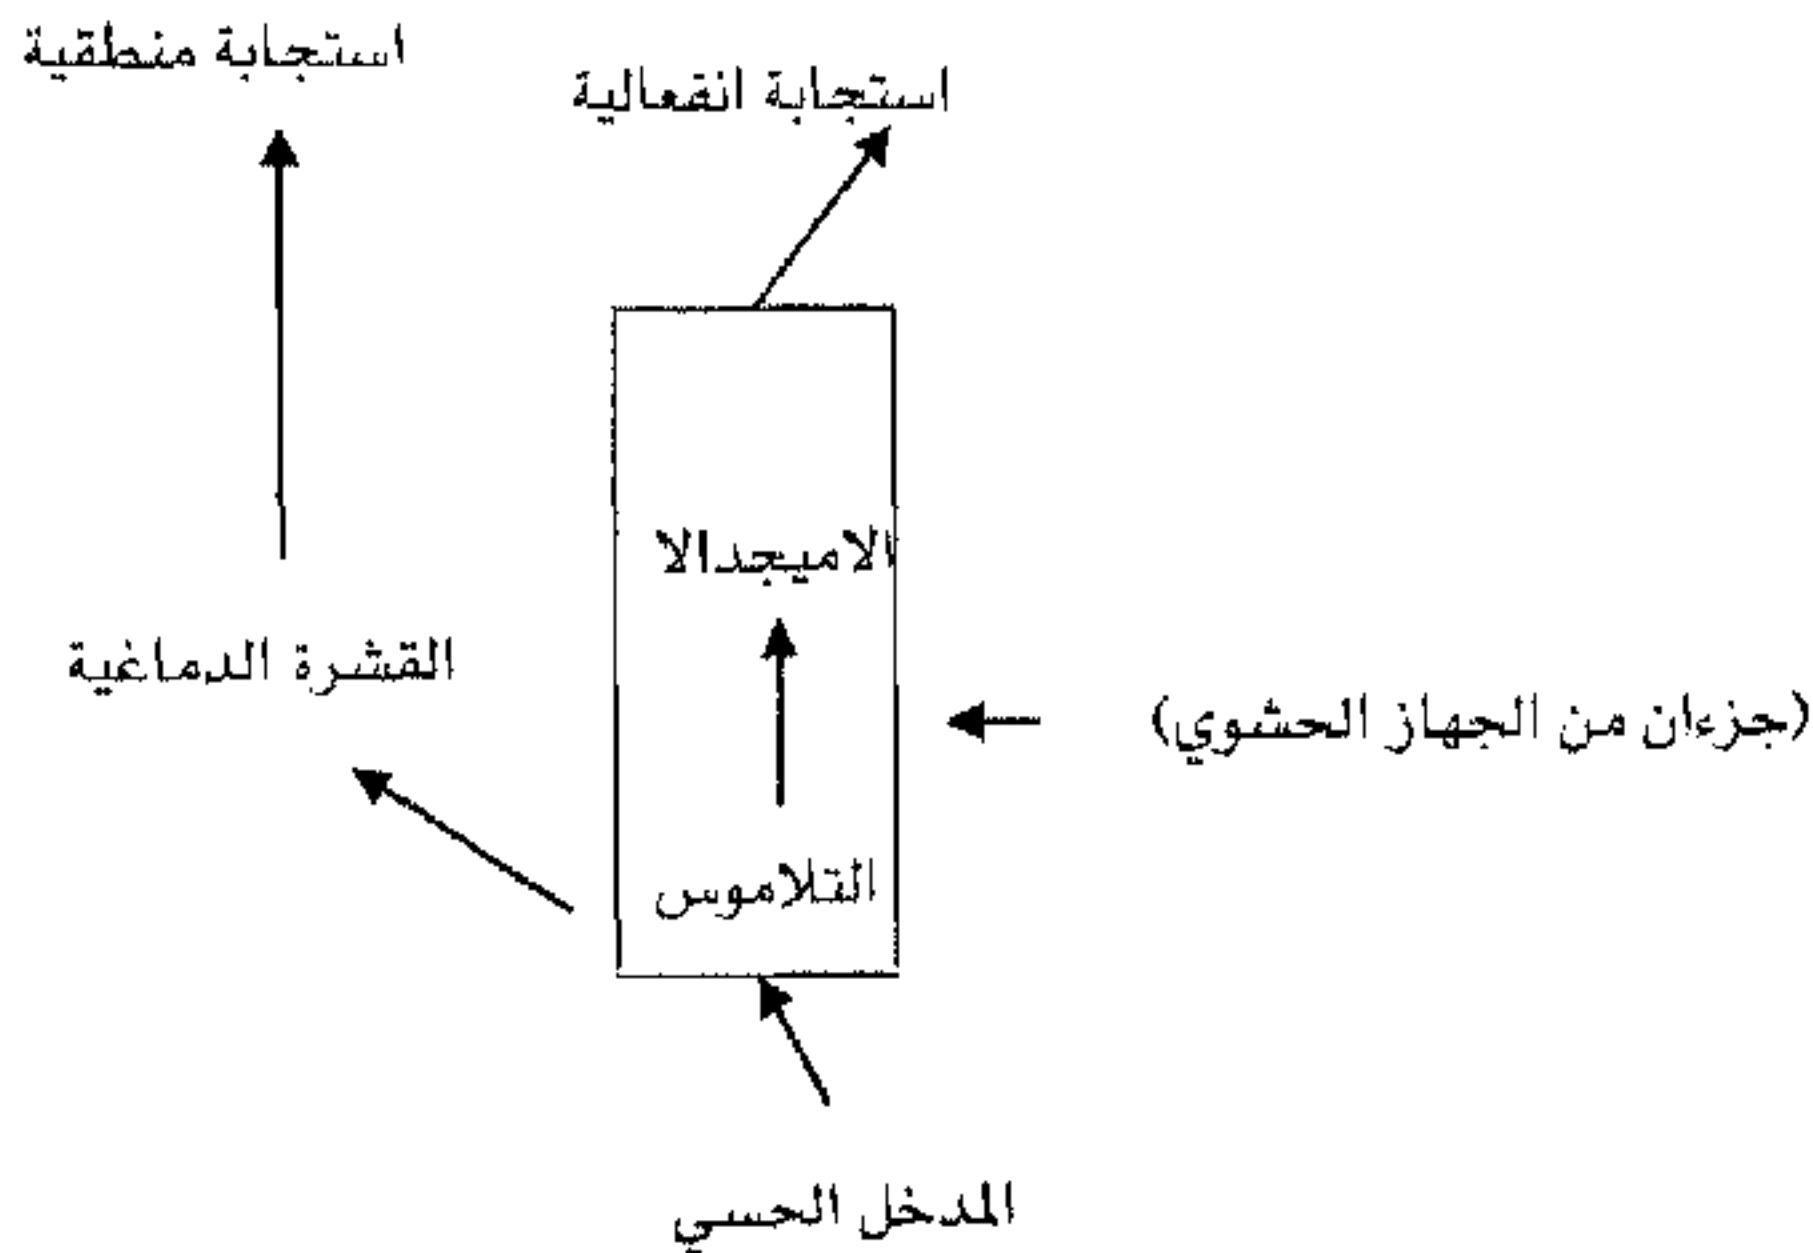 استجابة منطقية
استجابة انفعالية
الاميجدالا
القشرة الدماغية
(جزءان من الجهاز الحشوي)
التلاموس
المدخل الحسي